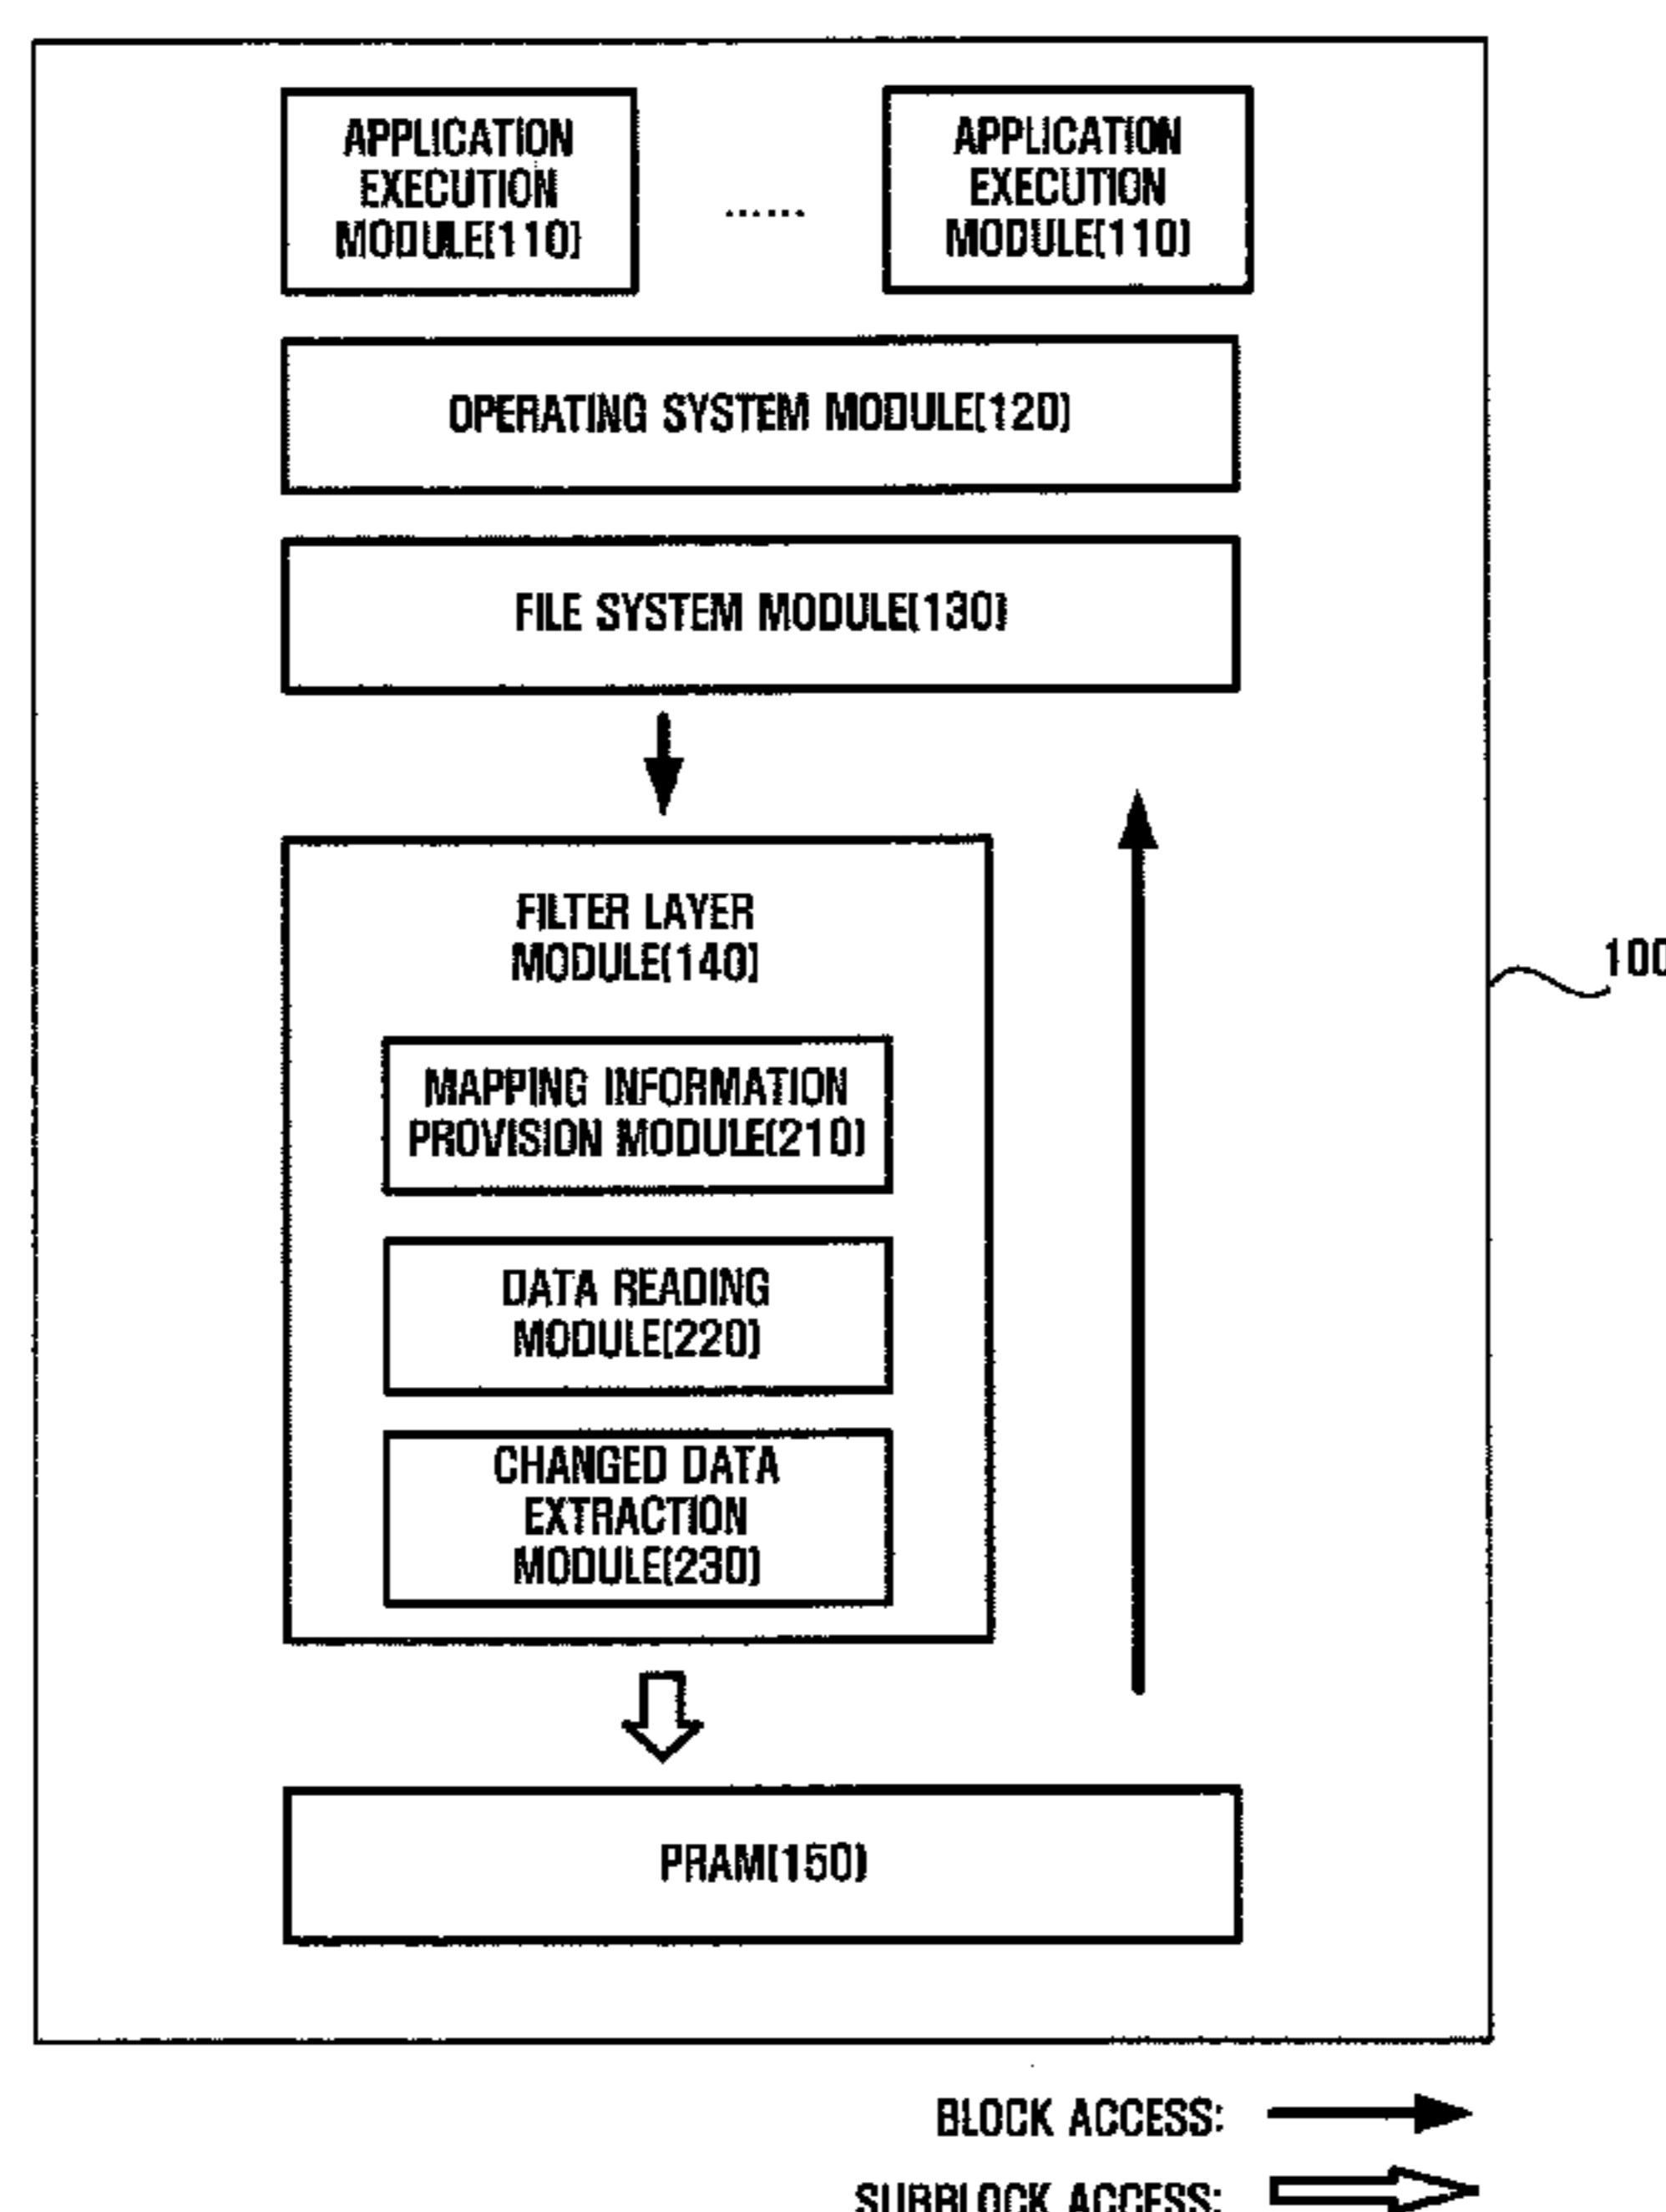 APPLICATION
EXECUTION
MODULE(110)
......
APPLICATION
EXECUTION
MODULE(110)
OPERATING SYSTEM MODULE(120)
FILE SYSTEM MODULE(130)
FILTER LAYER
MODULE(140)
100
MAPPING INFORMATION
PROVISION MODULE(210)
DATA READING
MODULE(220)
CHANGED DATA
EXTRACTION
MODULE(230)
PRAM(150)
BLOCK ACCESS:
SUBBLOCK ACCESS: